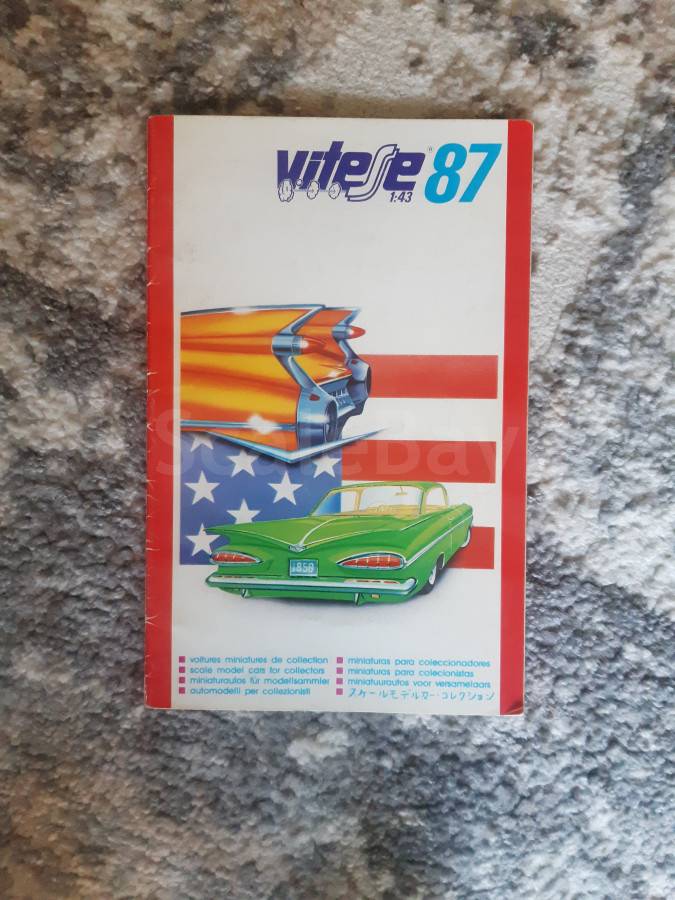 vitesse® 87
1:43
ScaleBay
1959
voitures miniatures de collection
scale model cars for collectors
miniaturautos für modellsammler
automodelli per collezionisti
miniaturas para coleccionadores
miniaturas para colecionistas
miniatuurautos voor versamelaars
スケールモデルカー・コレクション